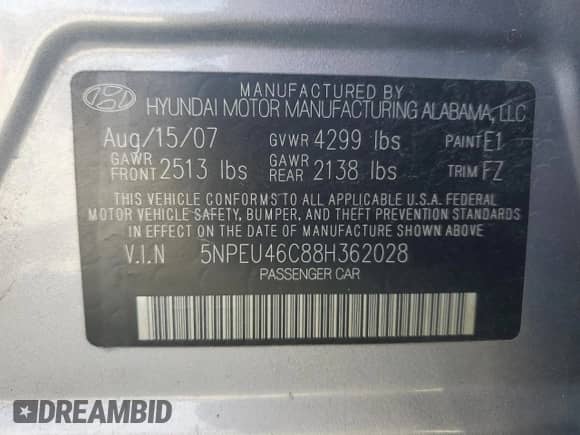 MANUFACTURED BY
HYUNDAI MOTOR MANUFACTURING ALABAMA, LLC
Aug/15/07 GVWR 4299 lbs PAINT E1
GAWR FRONT 2513 lbs GAWR REAR 2138 lbs TRIM FZ
THIS VEHICLE CONFORMS TO ALL APPLICABLE U.S.A. FEDERAL
MOTOR VEHICLE SAFETY, BUMPER, AND THEFT PREVENTION STANDARDS
IN EFFECT ON THE DATE OF MANUFACTURE SHOWN ABOVE
V.I.N 5NPEU46C88H362028
PASSENGER CAR
DREAMBID